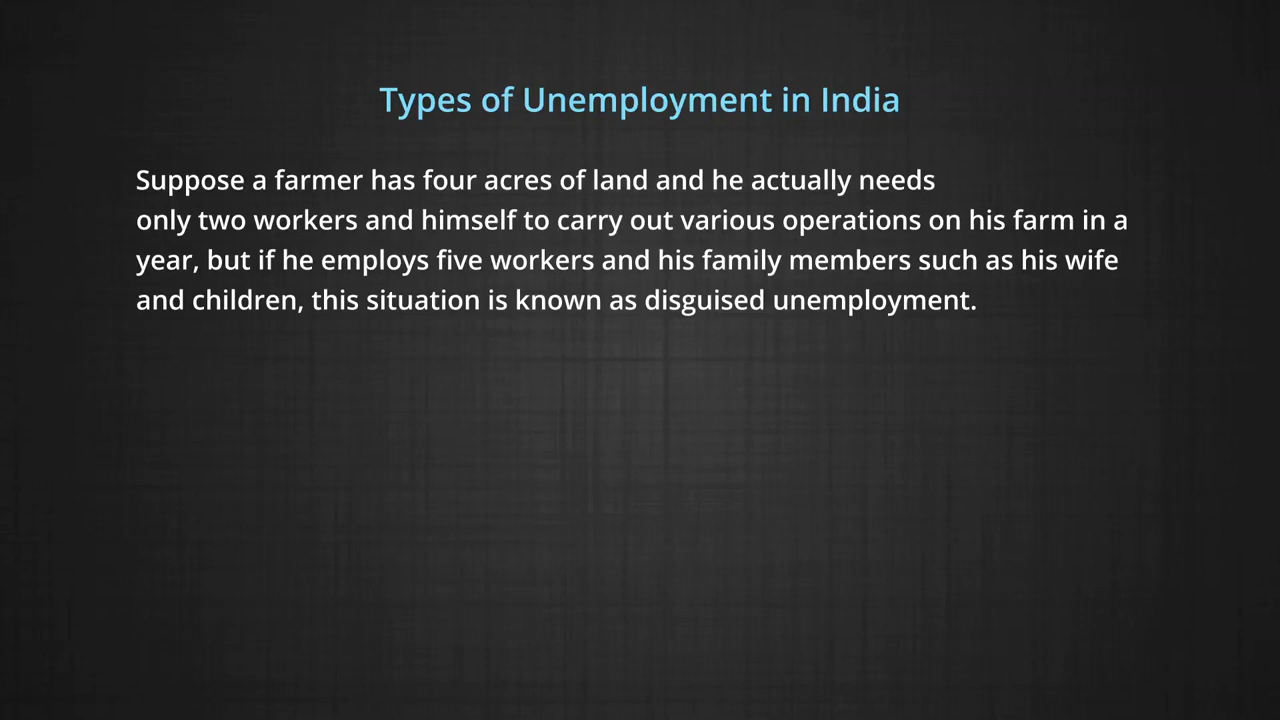 Types of Unemployment in India
Suppose a farmer has four acres of land and he actually needs
only two workers and himself to carry out various operations on his farm in a
year, but if he employs five workers and his family members such as his wife
and children, this situation is known as disguised unemployment.